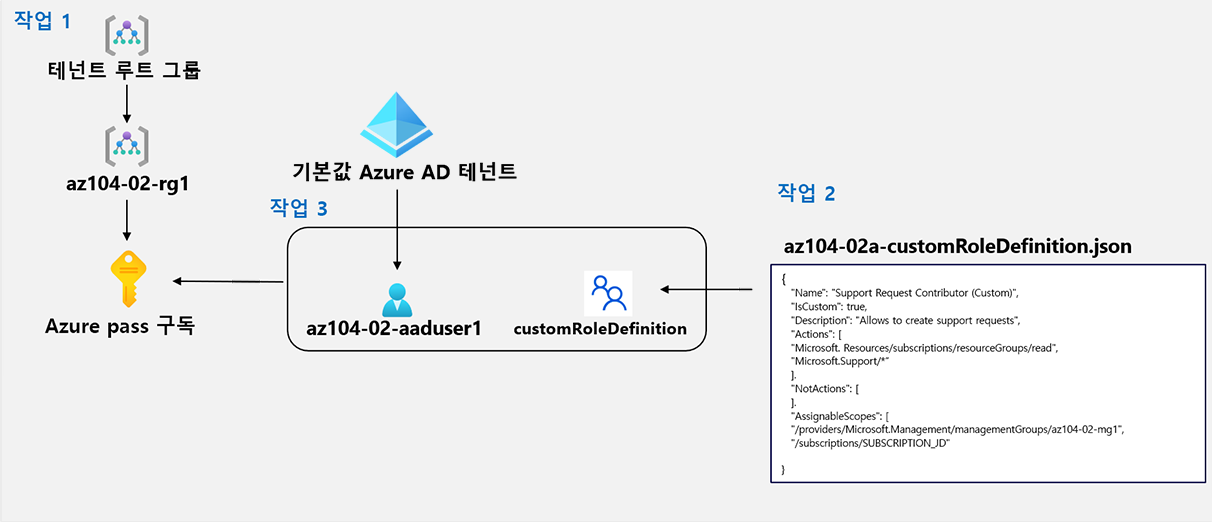 작업 1
테넌트 루트 그룹
az104-02-rg1
Azure pass 구독
기본값 Azure AD 테넌트
작업 3
az104-02-aaduser1
customRoleDefinition
작업 2
az104-02a-customRoleDefinition.json
{
"Name": "Support Request Contributor (Custom)",
"IsCustom": true,
"Description": "Allows to create support requests",
"Actions": [
"Microsoft. Resources/subscriptions/resourceGroups/read",
"Microsoft.Support/*"
].
"NotActions": [
].
"AssignableScopes": [
"/providers/Microsoft.Management/managementGroups/az104-02-mg1",
"/subscriptions/SUBSCRIPTION_JD"
}